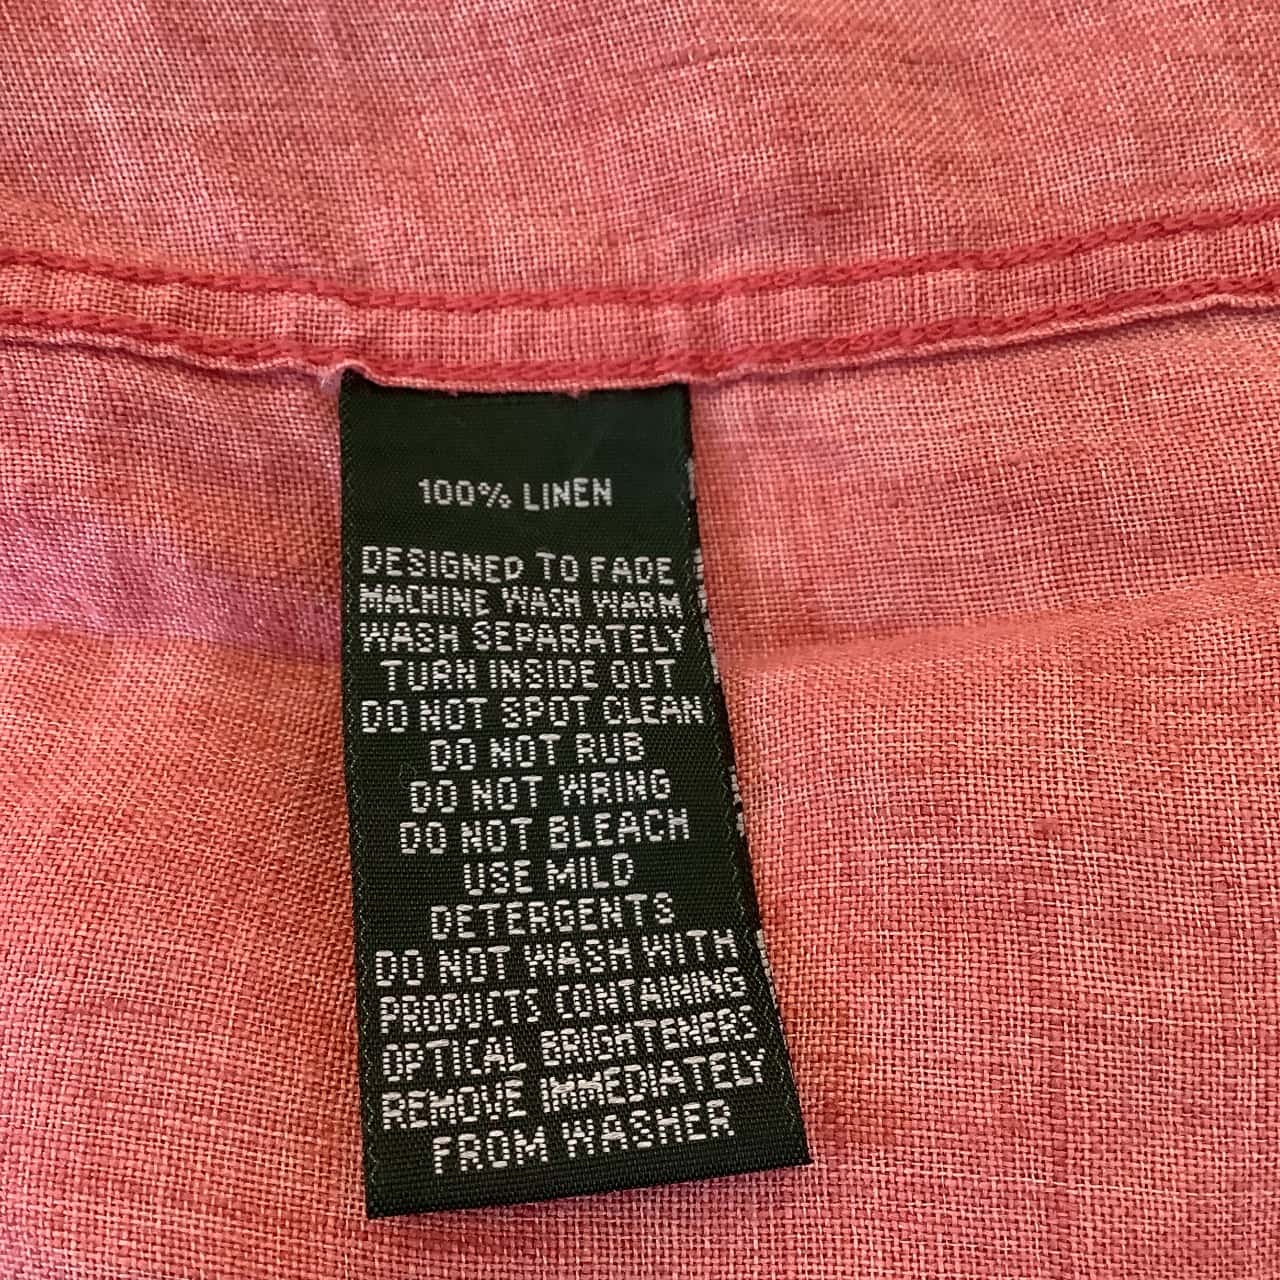 100% LINEN
DESIGNED TO FADE
MACHINE WASH WARM
WASH SEPARATELY
TURN INSIDE OUT
DO NOT SPOT CLEAN
DO NOT RUB
DO NOT WRING
DO NOT BLEACH
USE MILD
DETERGENTS
DO NOT WASH WITH
PRODUCTS CONTAINING
OPTICAL BRIGHTENERS
REMOVE IMMEDIATELY
FROM WASHER